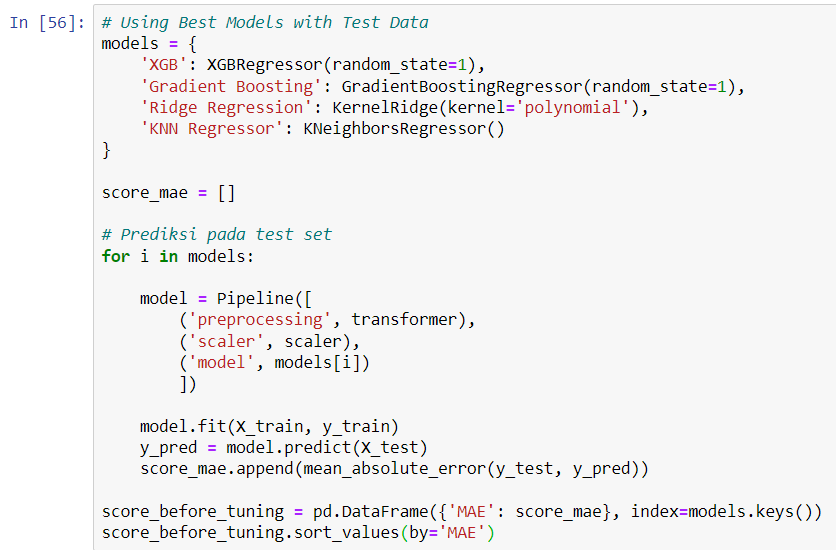 In [56]: # Using Best Models with Test Data
models = {
    'XGB': XGBRegressor(random_state=1),
    'Gradient Boosting': GradientBoostingRegressor(random_state=1),
    'Ridge Regression': KernelRidge(kernel='polynomial'),
    'KNN Regressor': KNeighborsRegressor()
}
score_mae = []
# Prediksi pada test set
for i in models:
    model = Pipeline([
        ('preprocessing', transformer),
        ('scaler', scaler),
        ('model', models[i])
        ])
    model.fit(X_train, y_train)
    y_pred = model.predict(X_test)
    score_mae.append(mean_absolute_error(y_test, y_pred))
score_before_tuning = pd.DataFrame({'MAE': score_mae}, index=models.keys())
score_before_tuning.sort_values(by='MAE')